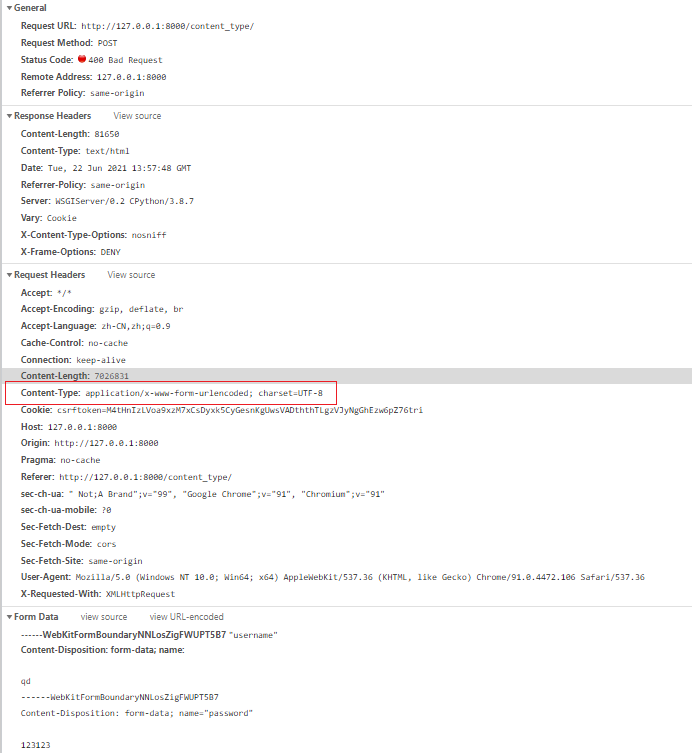 General
Request URL: http://127.0.0.1:8000/content_type/
Request Method: POST
Status Code: 400 Bad Request
Remote Address: 127.0.0.1:8000
Referrer Policy: same-origin
Response Headers View source
Content-Length: 81650
Content-Type: text/html
Date: Tue, 22 Jun 2021 13:57:48 GMT
Referrer-Policy: same-origin
Server: WSGIServer/0.2 CPython/3.8.7
Vary: Cookie
X-Content-Type-Options: nosniff
X-Frame-Options: DENY
Request Headers View source
Accept: */*
Accept-Encoding: gzip, deflate, br
Accept-Language: zh-CN,zh;q=0.9
Cache-Control: no-cache
Connection: keep-alive
Content-Length: 7026831
Content-Type: application/x-www-form-urlencoded; charset=UTF-8
Cookie: csrftoken=M4tHnIzLVoa9xzM7xCsDyxk5CyGesnKgUwsVADththTLgzVJyNgGhEzw6pZ76tri
Host: 127.0.0.1:8000
Origin: http://127.0.0.1:8000
Pragma: no-cache
Referer: http://127.0.0.1:8000/content_type/
sec-ch-ua: " Not;A Brand";v="99", "Google Chrome";v="91", "Chromium";v="91"
sec-ch-ua-mobile: ?0
Sec-Fetch-Dest: empty
Sec-Fetch-Mode: cors
Sec-Fetch-Site: same-origin
User-Agent: Mozilla/5.0 (Windows NT 10.0; Win64; x64) AppleWebKit/537.36 (KHTML, like Gecko) Chrome/91.0.4472.106 Safari/537.36
X-Requested-With: XMLHttpRequest
Form Data view source view URL-encoded
------WebKitFormBoundaryNNLosZigFWUPT5B7 "username"
Content-Disposition: form-data; name:
qd
------WebKitFormBoundaryNNLosZigFWUPT5B7
Content-Disposition: form-data; name="password"
123123